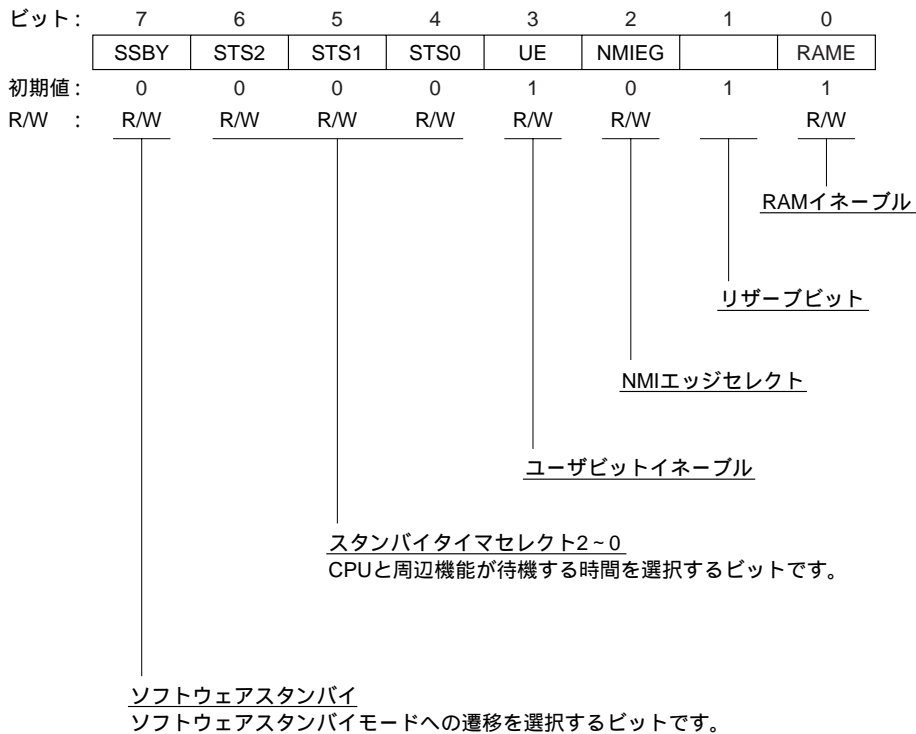 ビット: 7 6 5 4 3 2 1 0
SSBY STS2 STS1 STS0 UE NMIEG RAME
初期値: 0 0 0 0 1 0 1 1
R/W : R/W R/W R/W R/W R/W R/W R/W
RAMイネーブル
リザーブビット
NMIエッジセレクト
ユーザビットイネーブル
スタンバイタイマセレクト2~0
CPUと周辺機能が待機する時間を選択するビットです。
ソフトウェアスタンバイ
ソフトウェアスタンバイモードへの遷移を選択するビットです。